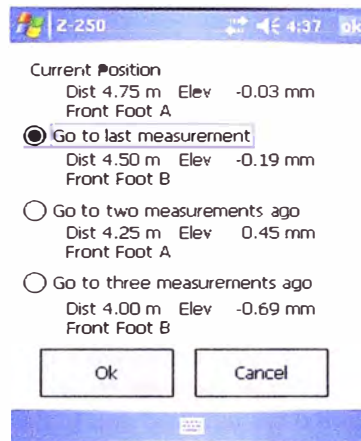 Z-250 4:37 ok
Current Position
Dist 4.75 m Elev -0.03 mm
Front Foot A
Go to last measurement
Dist 4.50 m Elev -0.19 mm
Front Foot B
Go to two measurements ago
Dist 4.25 m Elev 0.45 mm
Front Foot A
Go to three measurements ago
Dist 4.00 m Elev -0.69 mm
Front Foot B
Ok Cancel